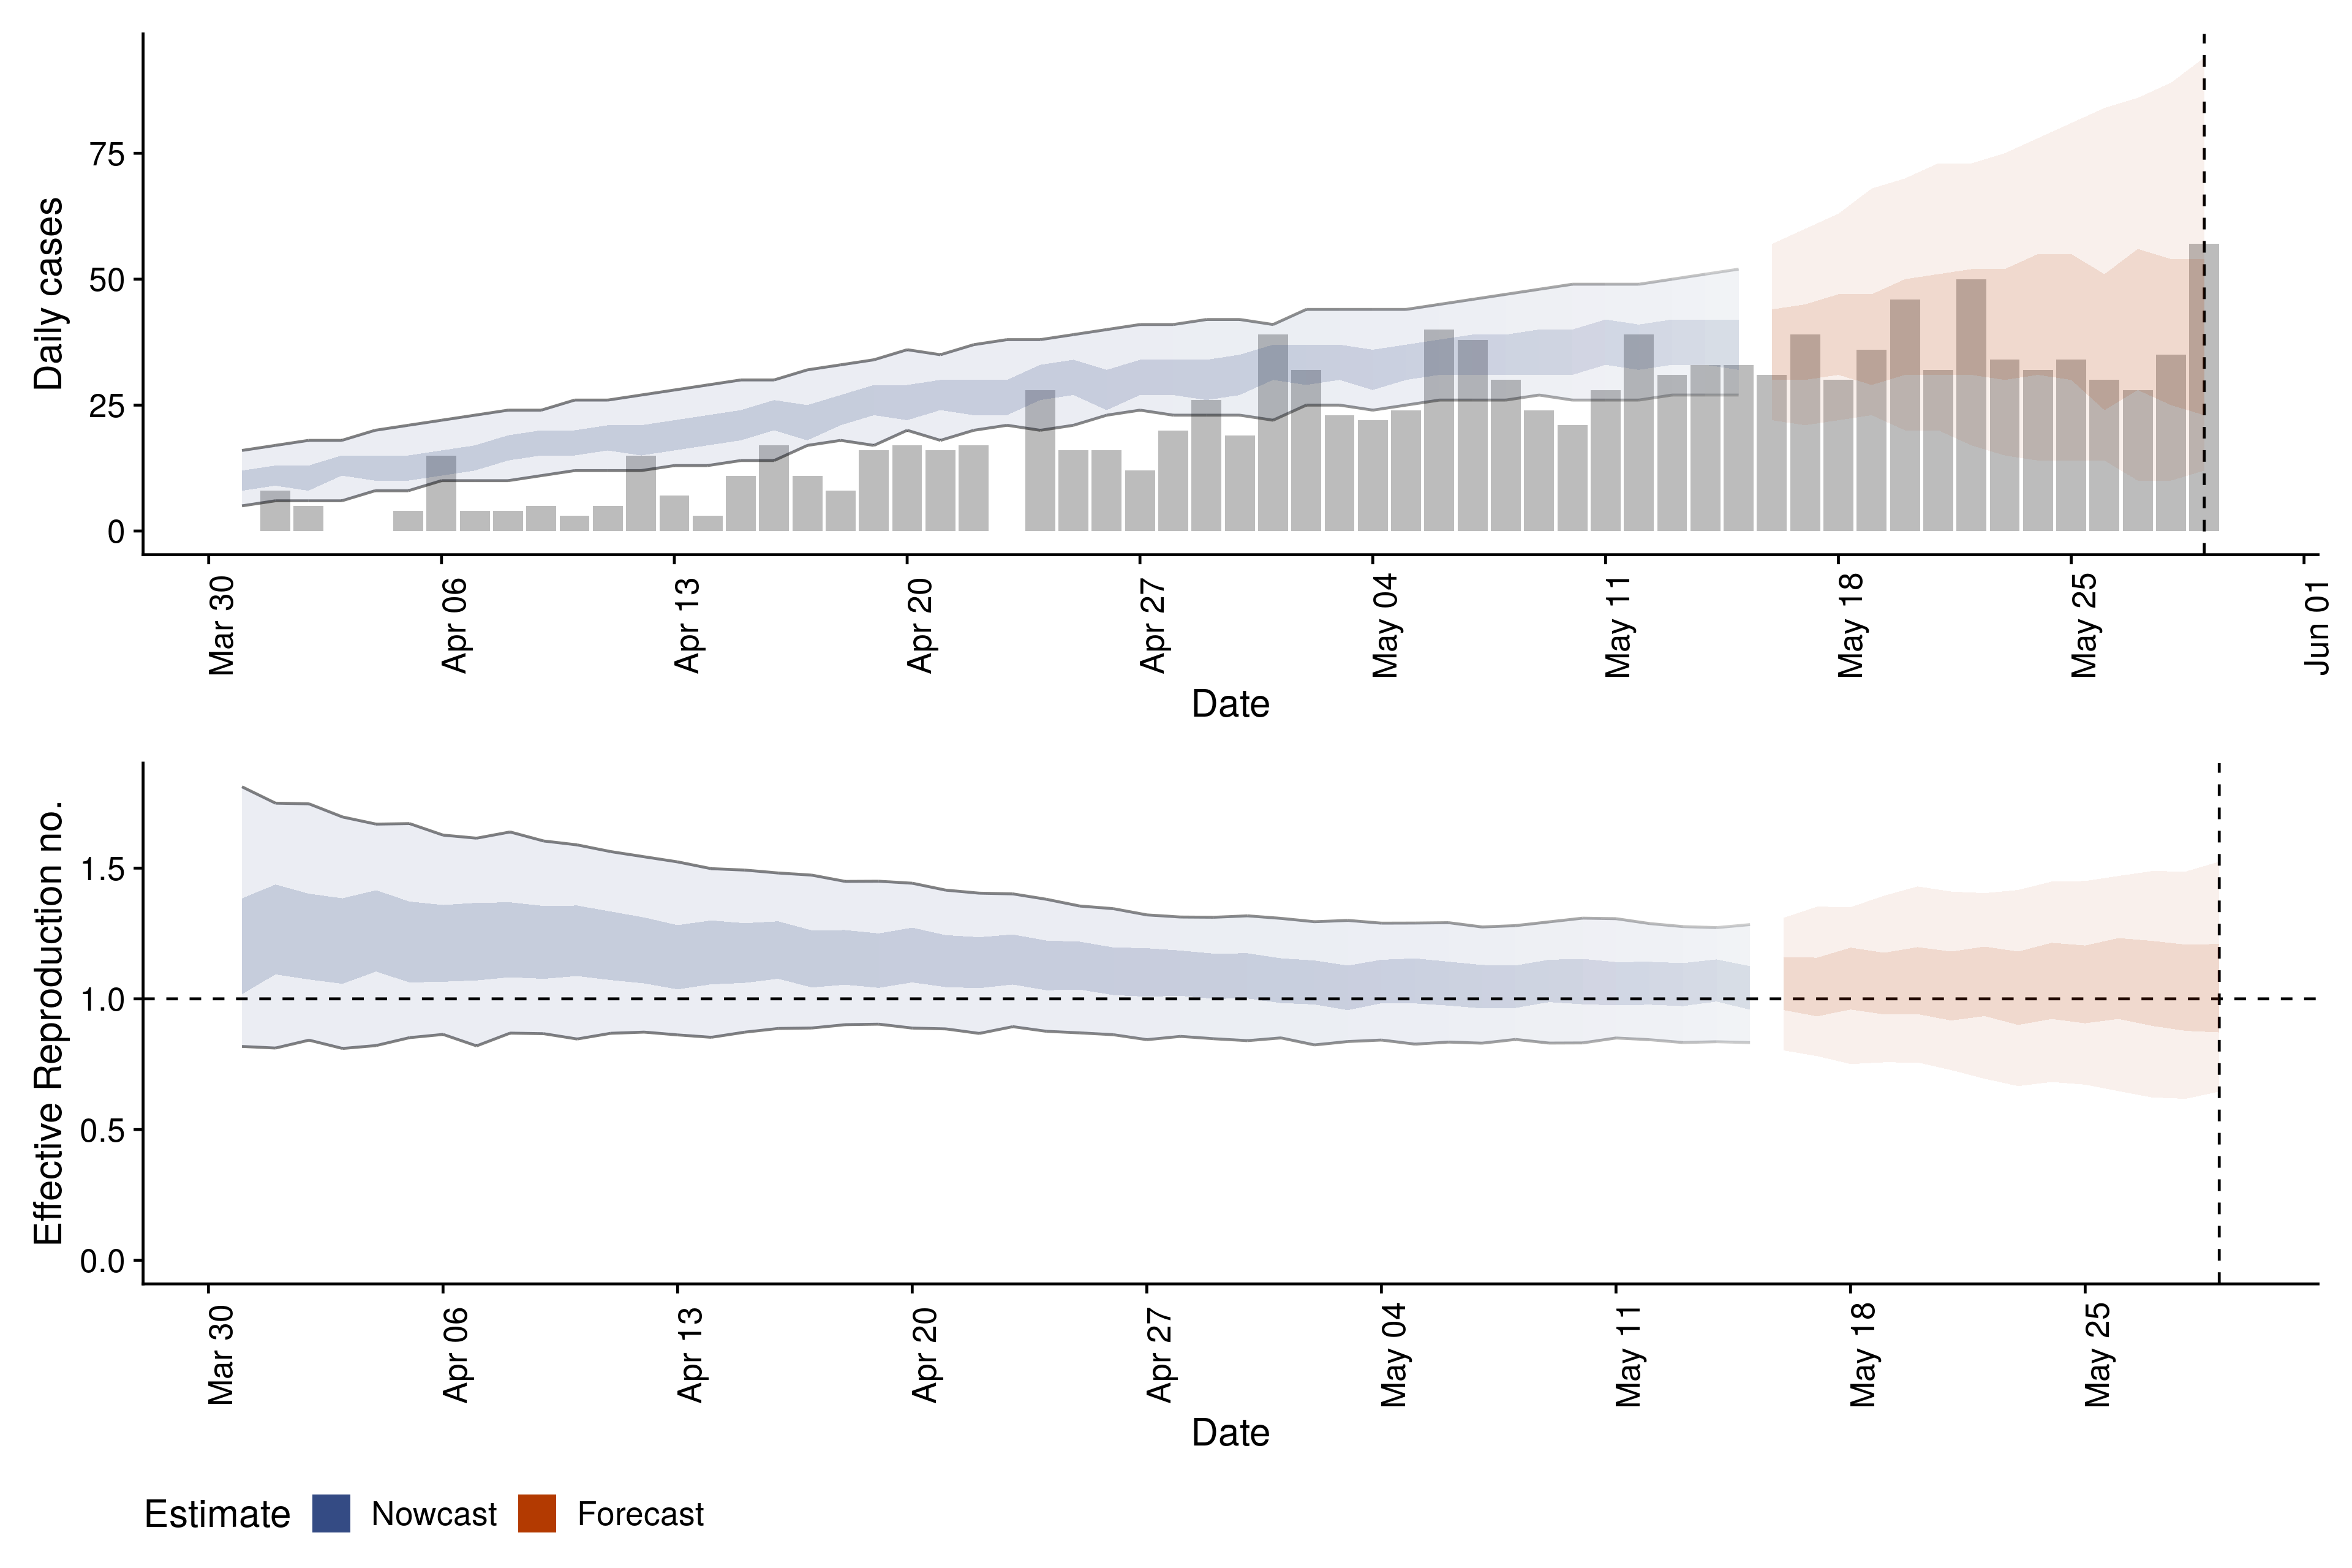 Daily cases
75
50
25
0
Mar 30
Apr 06
Apr 13
Apr 20
Apr 27
May 04
May 11
May 18
May 25
Jun 01
Date
Effective Reproduction no.
1.5
1.0
0.5
0.0
Mar 30
Apr 06
Apr 13
Apr 20
Apr 27
May 04
May 11
May 18
May 25
Date
Estimate Nowcast Forecast